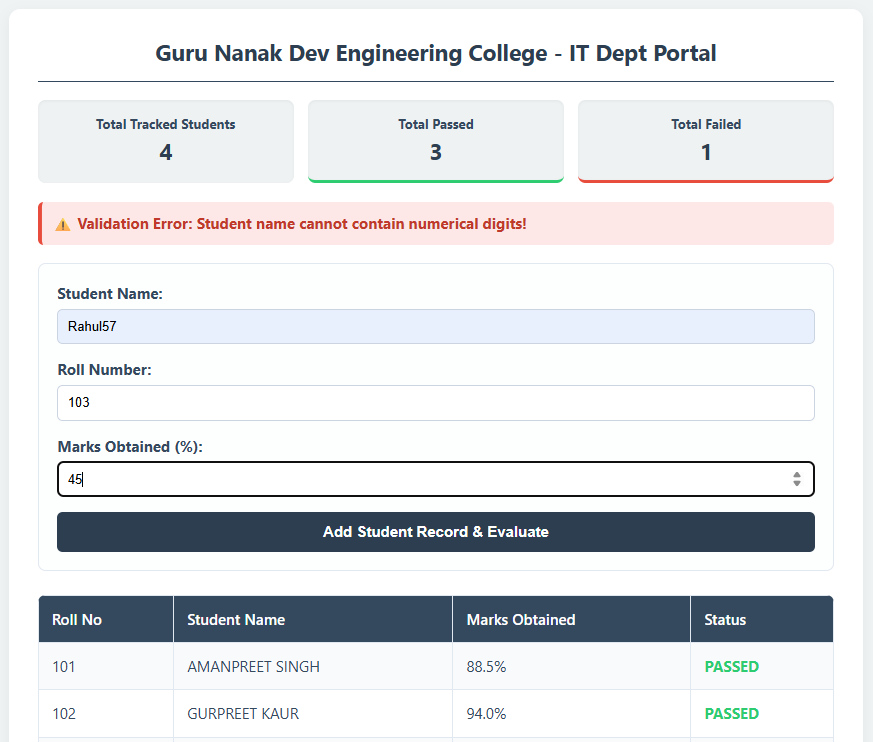 Guru Nanak Dev Engineering College - IT Dept Portal
Total Tracked Students
4
Total Passed
3
Total Failed
1
Validation Error: Student name cannot contain numerical digits!
Student Name:
Rahul57
Roll Number:
103
Marks Obtained (%):
45
Add Student Record & Evaluate
Roll No Student Name Marks Obtained Status
101 AMANPREET SINGH 88.5% PASSED
102 GURPREET KAUR 94.0% PASSED